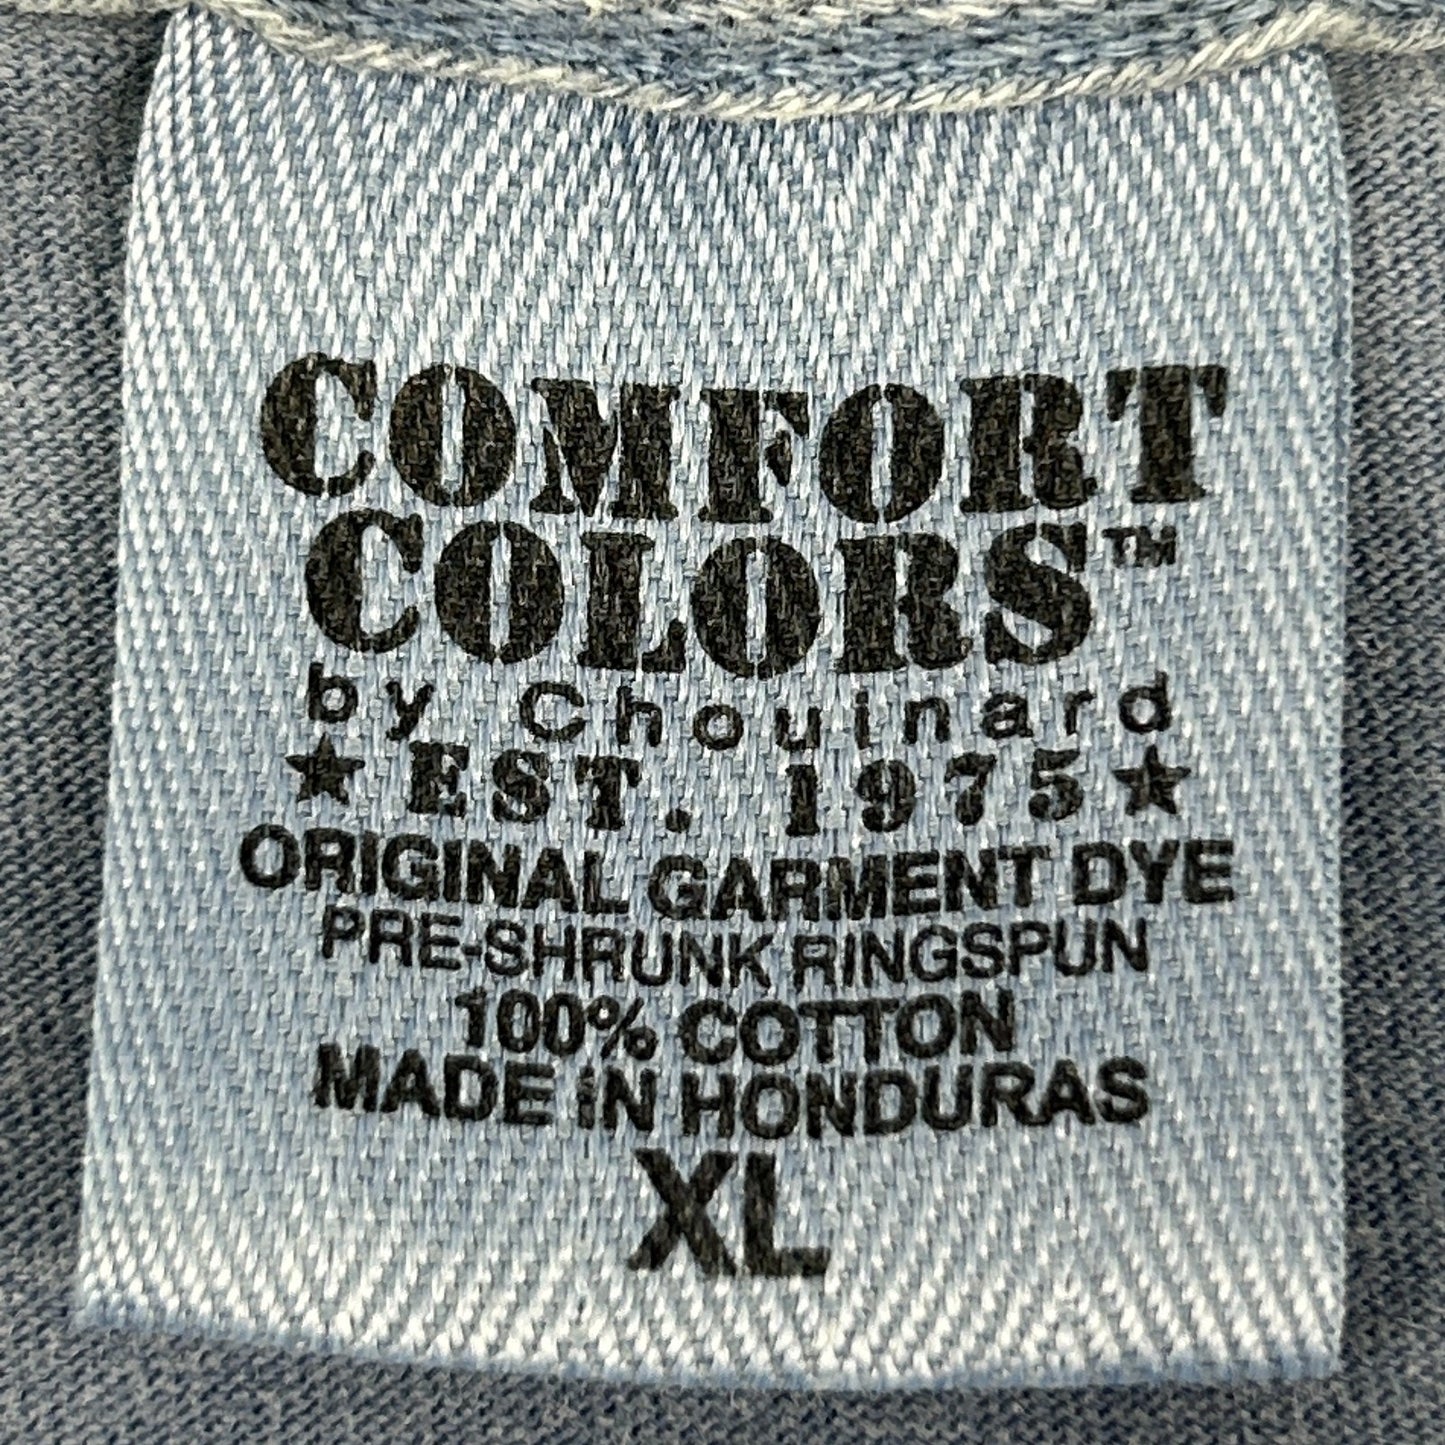 COMFORT
COLORS™
by Chouinard
★ EST. 1975 ★
ORIGINAL GARMENT DYE
PRE-SHRUNK RINGSPUN
100% COTTON
MADE IN HONDURAS
XL